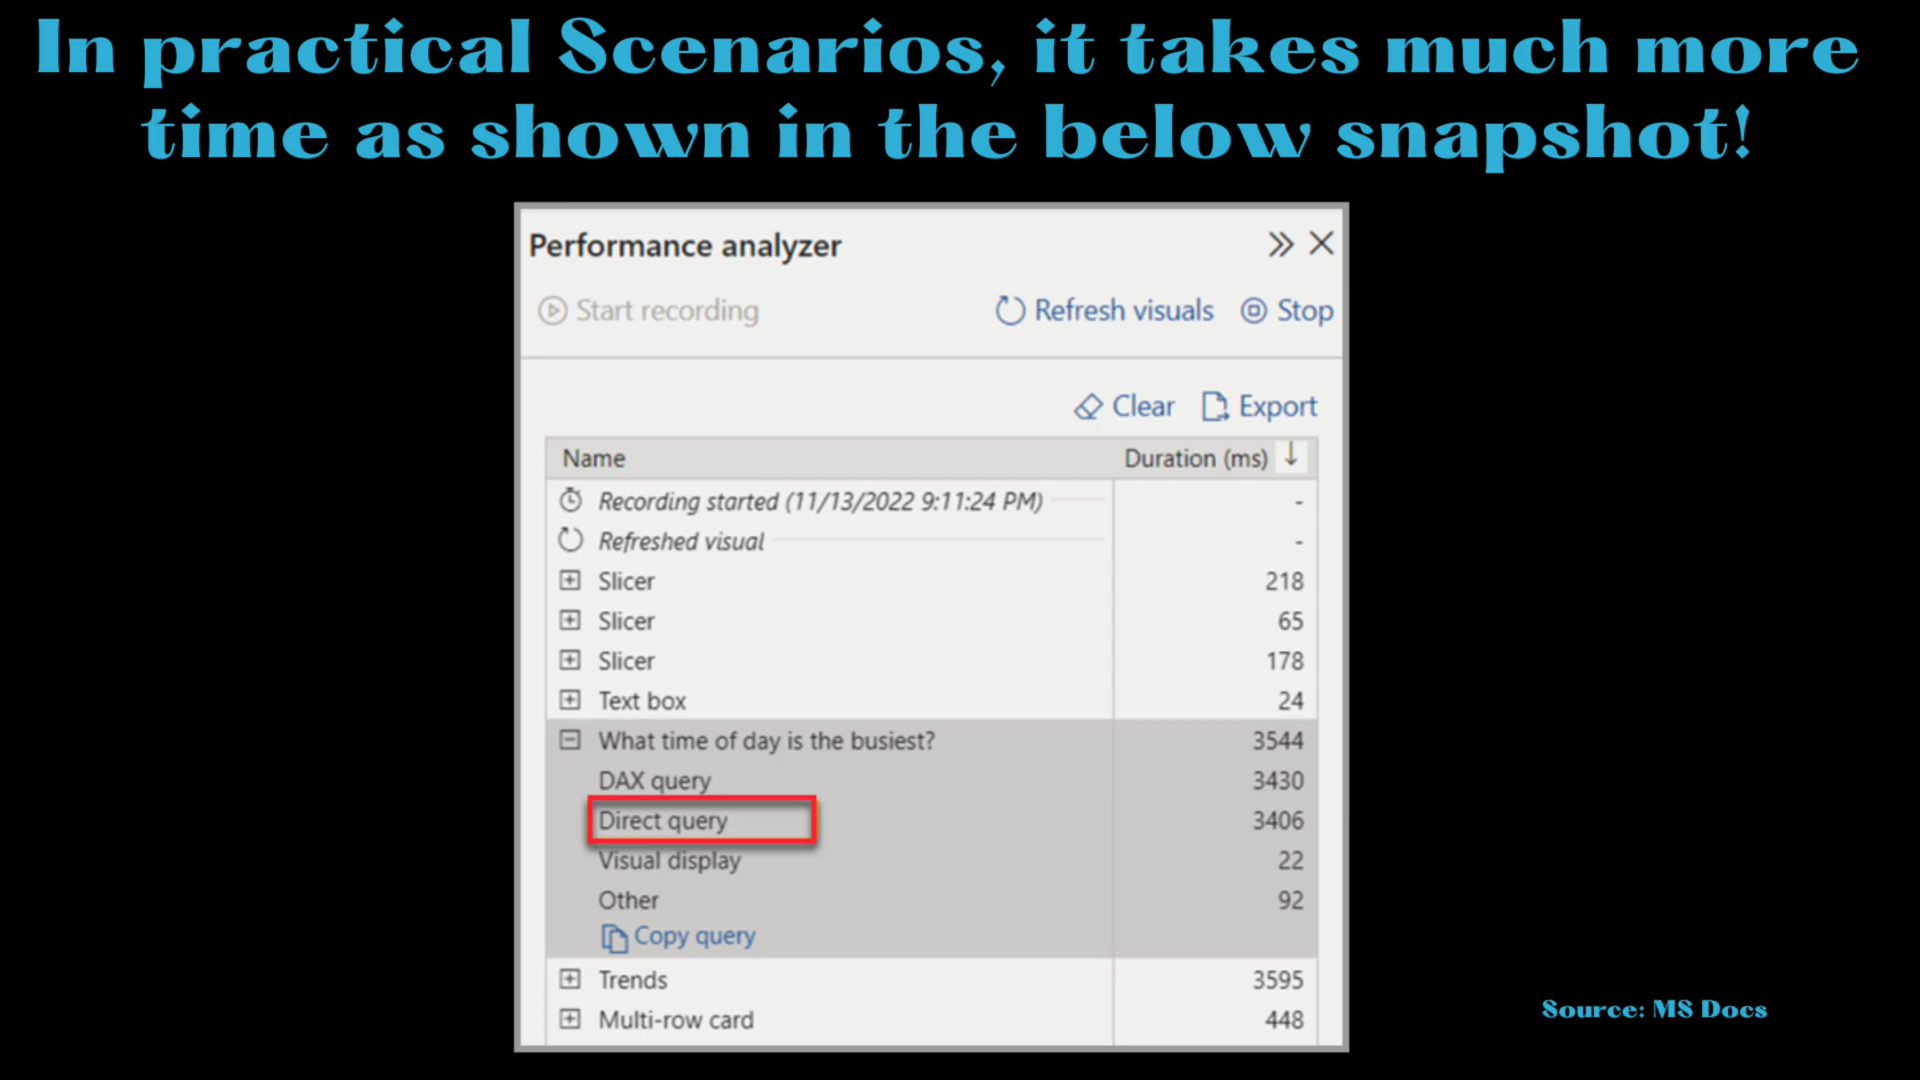 In practical Scenarios, it takes much more
time as shown in the below snapshot!
Performance analyzer
Start recording Refresh visuals Stop
Clear Export
Name Duration (ms)
Recording started (11/13/2022 9:11:24 PM) -
Refreshed visual -
Slicer 218
Slicer 65
Slicer 178
Text box 24
What time of day is the busiest? 3544
DAX query 3430
Direct query 3406
Visual display 22
Other 92
Copy query
Trends 3595
Multi-row card 448
Source: MS Docs